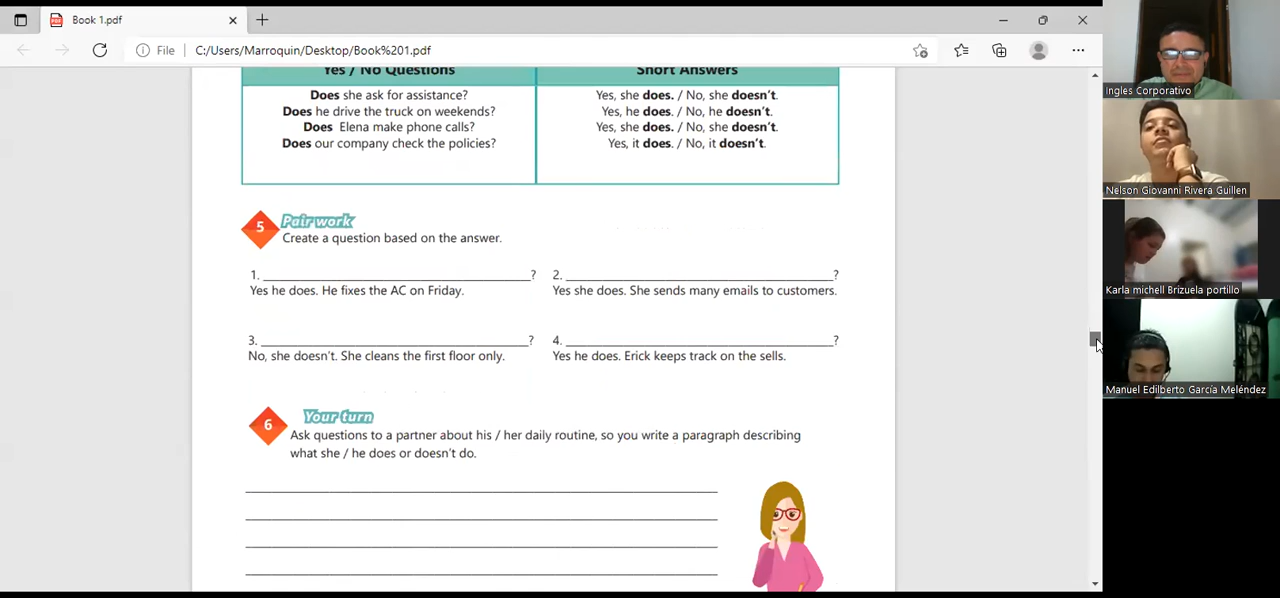 Book 1.pdf
File
C:/Users/Marroquin/Desktop/Book%201.pdf
Yes / No Questions
Short Answers
Does she ask for assistance?
Yes, she does. / No, she doesn't.
Does he drive the truck on weekends?
Yes, he does. / No, he doesn't.
Does Elena make phone calls?
Yes, she does. / No, she doesn't.
Does our company check the policies?
Yes, it does. / No, it doesn't.
5 Pair work
Create a question based on the answer.
1. ?
2. ?
Yes he does. He fixes the AC on Friday.
Yes she does. She sends many emails to customers.
3. ?
4. ?
No, she doesn't. She cleans the first floor only.
Yes he does. Erick keeps track on the sells.
6 Your turn
Ask questions to a partner about his / her daily routine, so you write a paragraph describing
what she / he does or doesn't do.
Ingles Corporativo
Nelson Giovanni Rivera Guillen
Karla michell Brizuela portillo
Manuel Edilberto García Meléndez